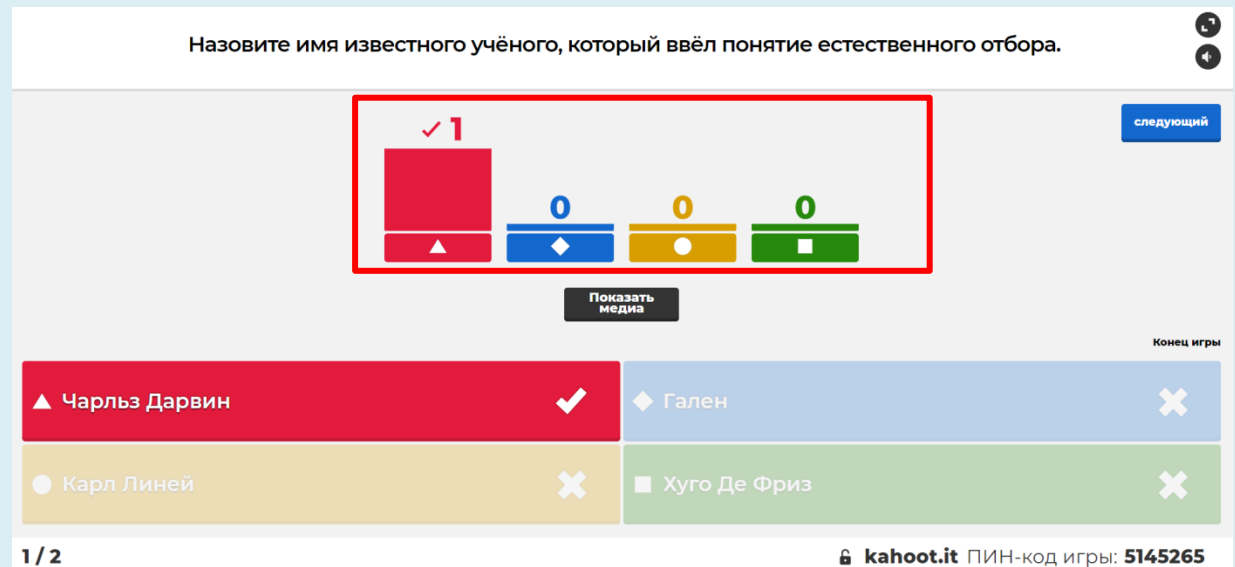 Назовите имя известного учёного, который ввёл понятие естественного отбора.
следующий
1
0
0
0
Показать
медиа
Конец игры
Чарльз Дарвин
Гален
Карл Линей
Хуго Де Фриз
1 / 2
kahoot.it ПИН-код игры: 5145265